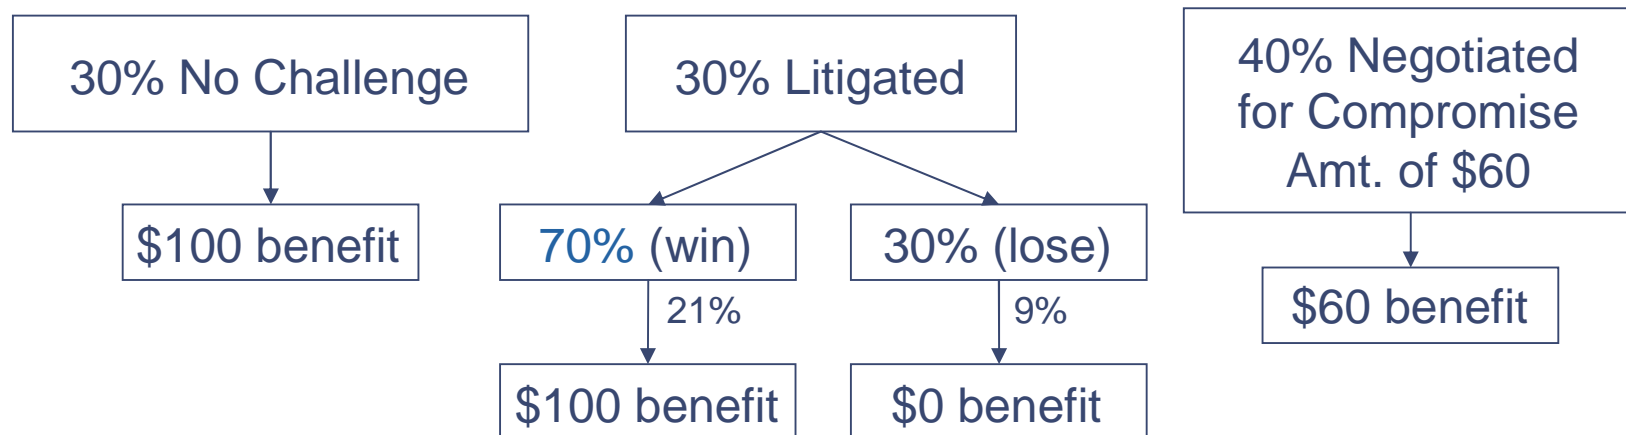 30% No Challenge
30% Litigated
40% Negotiated
for Compromise
Amt. of $60
$100 benefit
70% (win)
30% (lose)
$60 benefit
21%
9%
$100 benefit
$0 benefit